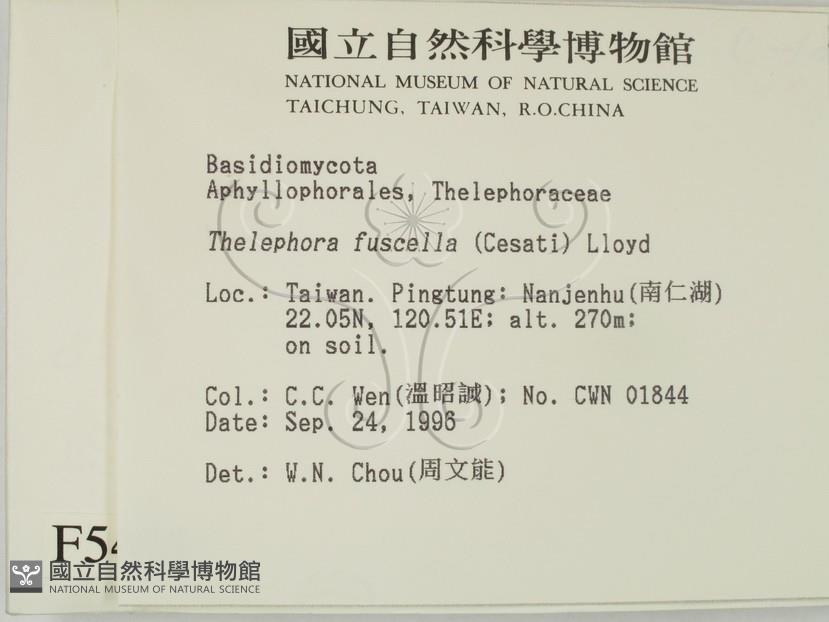 國立自然科學博物館
NATIONAL MUSEUM OF NATURAL SCIENCE
TAICHUNG, TAIWAN, R.O.CHINA
Basidiomycota
Aphyllophorales, Thelephoraceae
Thelephora fuscella (Cesati) Lloyd
Loc.: Taiwan. Pingtung: Nanjenhu(南仁湖)
22.05N, 120.51E; alt. 270m;
on soil.
Col.: C.C. Wen(溫昭誠); No. CWN 01844
Date: Sep. 24, 1996
Det.: W.N. Chou(周文能)
F54
國立自然科學博物館
NATIONAL MUSEUM OF NATURAL SCIENCE